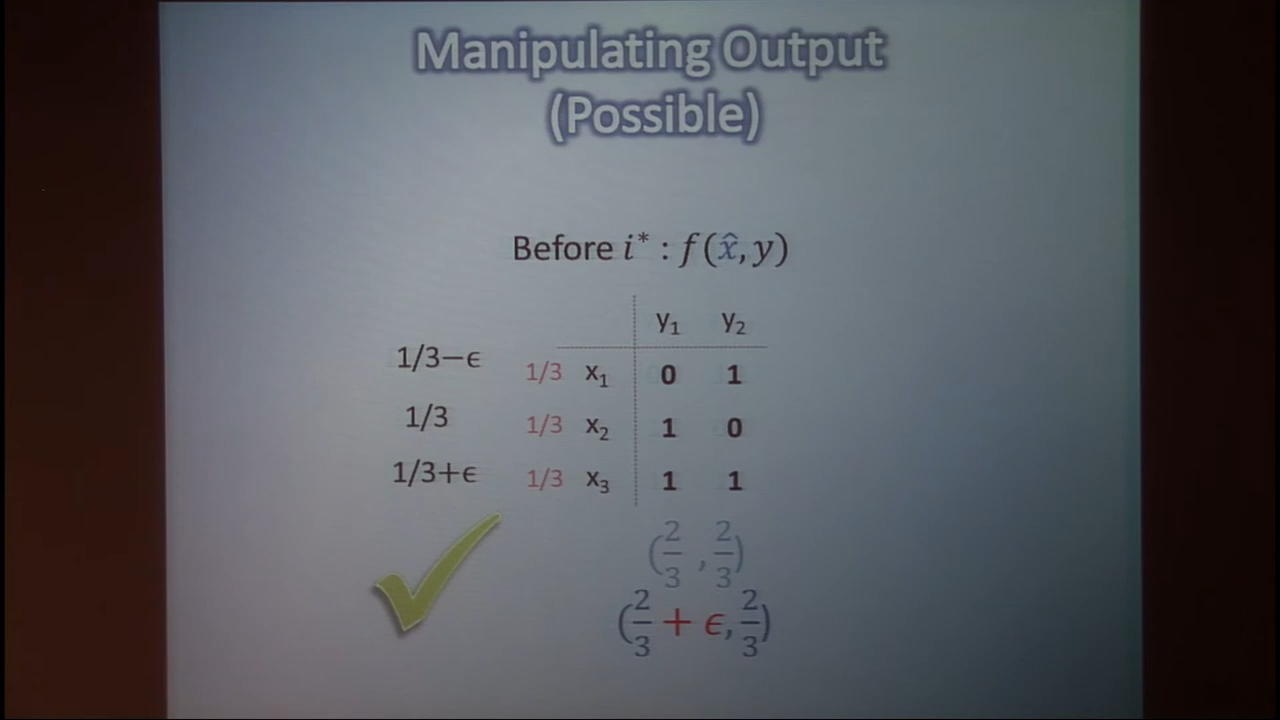 Manipulating Output
(Possible)
Before i* : f(x̂, y)
y₁ y₂
1/3−ϵ 1/3 x₁ 0 1
1/3 1/3 x₂ 1 0
1/3+ϵ 1/3 x₃ 1 1
(2/3, 2/3)
(2/3 + ϵ, 2/3)